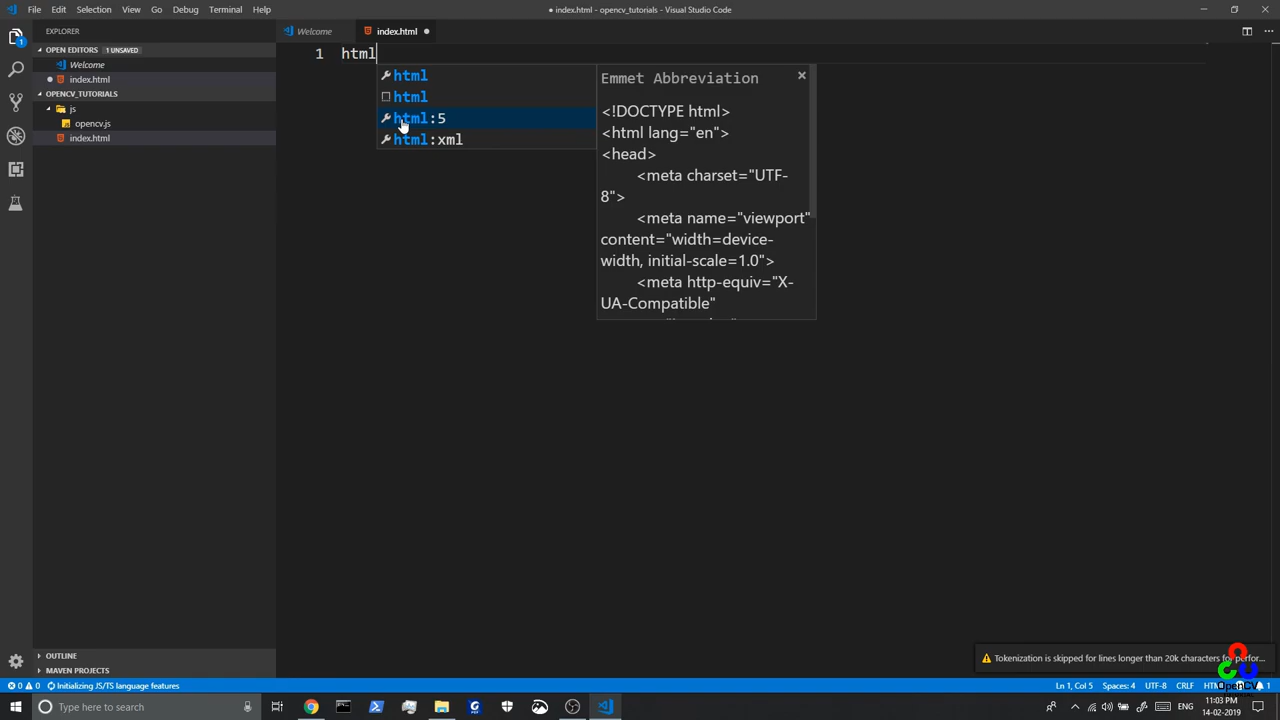 File Edit Selection View Go Debug Terminal Help
● index.html - opencv_tutorials - Visual Studio Code
EXPLORER
OPEN EDITORS 1 UNSAVED
Welcome
index.html
OPENCV_TUTORIALS
js
opencv.js
index.html
OUTLINE
MAVEN PROJECTS
Welcome
index.html
1 html
html
html
html:5
html:xml
Emmet Abbreviation
<!DOCTYPE html>
<html lang="en">
<head>
<meta charset="UTF-
8">
<meta name="viewport"
content="width=device-
width, initial-scale=1.0">
<meta http-equiv="X-
UA-Compatible"
Tokenization is skipped for lines longer than 20k characters for perfor...
OpenCV
0 0 Initializing JS/TS language features
Ln 1, Col 5 Spaces: 4 UTF-8 CRLF 1
1
Type here to search
ENG
11:03 PM
14-02-2019